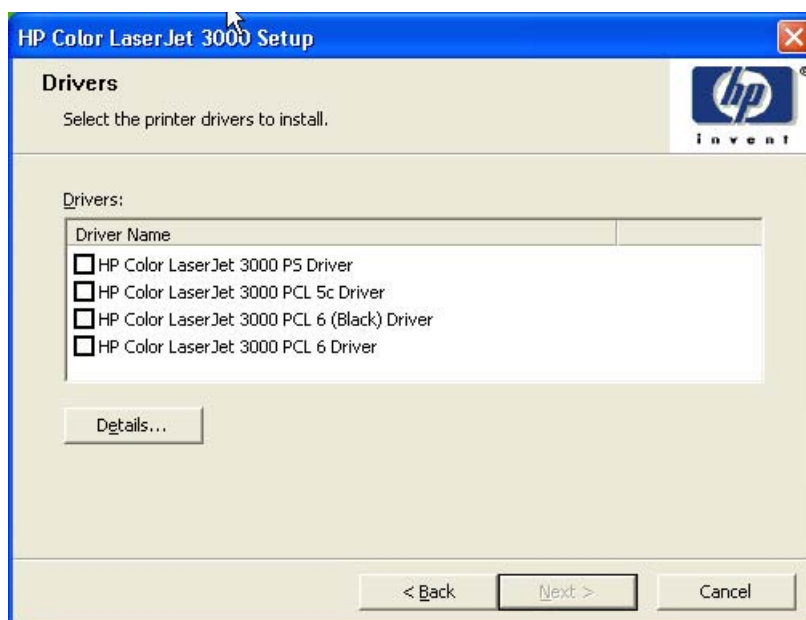 HP Color LaserJet 3000 Setup
Drivers
Select the printer drivers to install.
hp
®
invent
Drivers:
Driver Name
HP Color LaserJet 3000 PS Driver
HP Color LaserJet 3000 PCL 5c Driver
HP Color LaserJet 3000 PCL 6 (Black) Driver
HP Color LaserJet 3000 PCL 6 Driver
Details...
< Back
Next >
Cancel